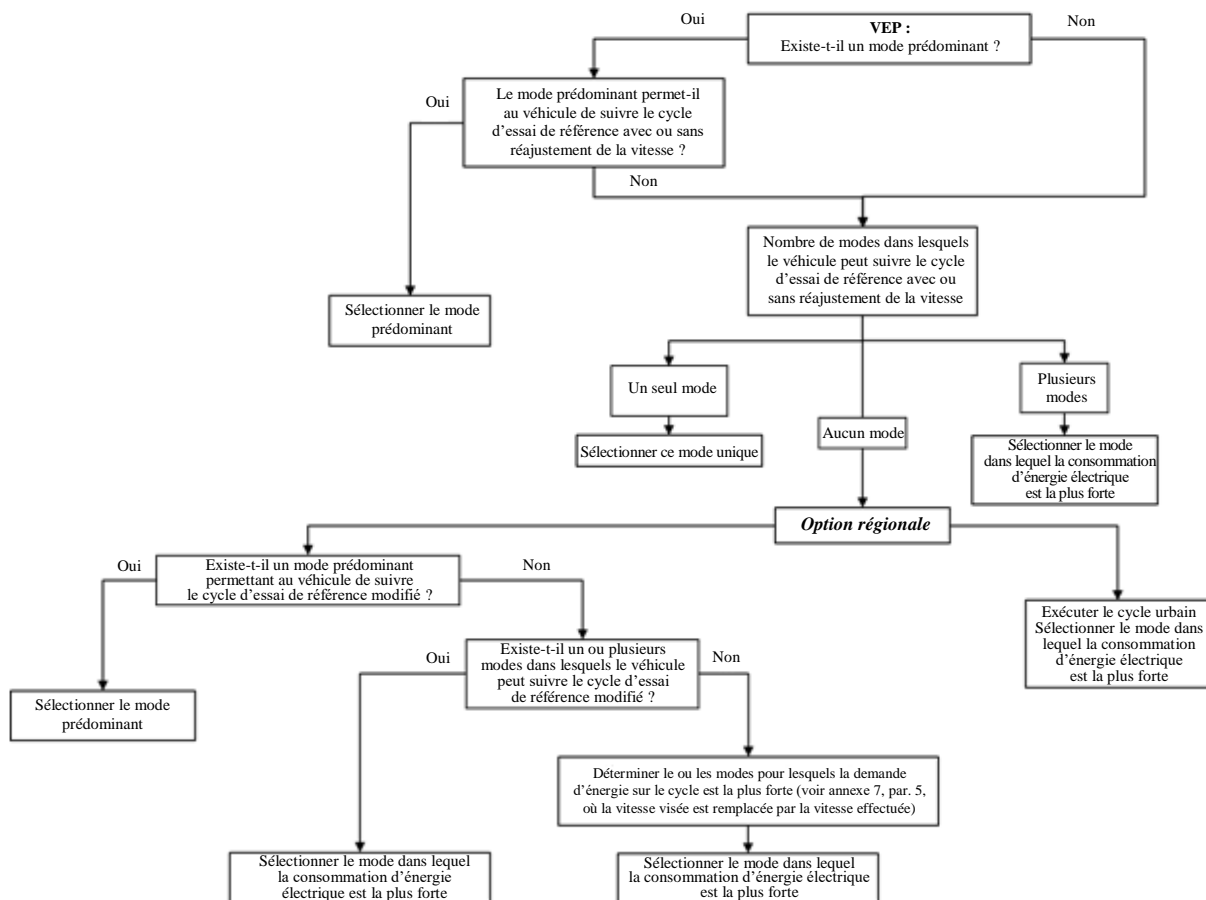 Oui
Non
VEP :
Existe-t-il un mode prédominant ?
Oui
Le mode prédominant permet-il
au véhicule de suivre le cycle
d'essai de référence avec ou sans
réajustement de la vitesse ?
Non
Nombre de modes dans lesquels
le véhicule peut suivre le cycle
d'essai de référence avec ou
sans réajustement de la vitesse
Sélectionner le mode
prédominant
Un seul mode
Plusieurs
modes
Aucun mode
Sélectionner ce mode unique
Sélectionner le mode
dans lequel la consommation
d'énergie électrique
est la plus forte
Option régionale
Oui
Existe-t-il un mode prédominant
permettant au véhicule de suivre
le cycle d'essai de référence modifié ?
Non
Exécuter le cycle urbain
Sélectionner le mode dans
lequel la consommation
d'énergie électrique
est la plus forte
Oui
Existe-t-il un ou plusieurs
modes dans lesquels le véhicule
peut suivre le cycle d'essai
de référence modifié ?
Non
Sélectionner le mode
prédominant
Déterminer le ou les modes pour lesquels la demande
d'énergie sur le cycle est la plus forte (voir annexe 7, par. 5,
où la vitesse visée est remplacée par la vitesse effectuée)
Sélectionner le mode dans lequel
la consommation d'énergie
électrique est la plus forte
Sélectionner le mode dans lequel
la consommation d'énergie électrique
est la plus forte